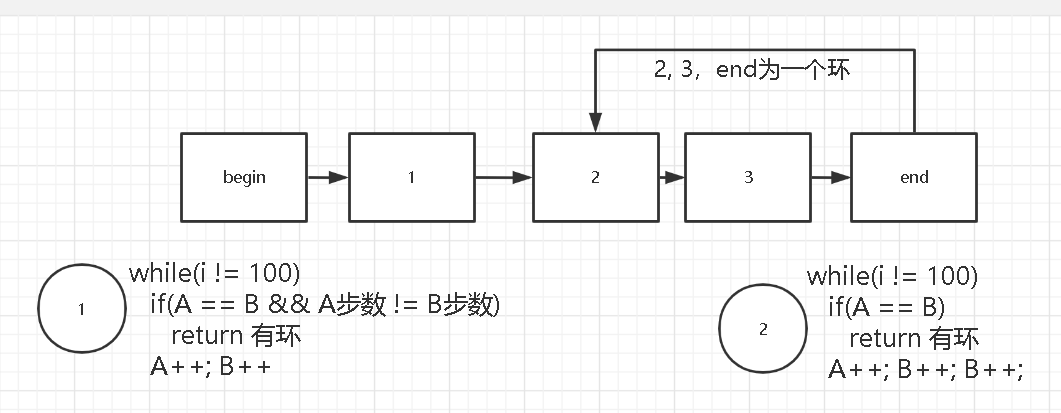 2, 3，end为一个环
begin
1
2
3
end
1
while(i != 100)
if(A == B && A步数 != B步数)
return 有环
A++; B++
2
while(i != 100)
if(A == B)
return 有环
A++; B++; B++;